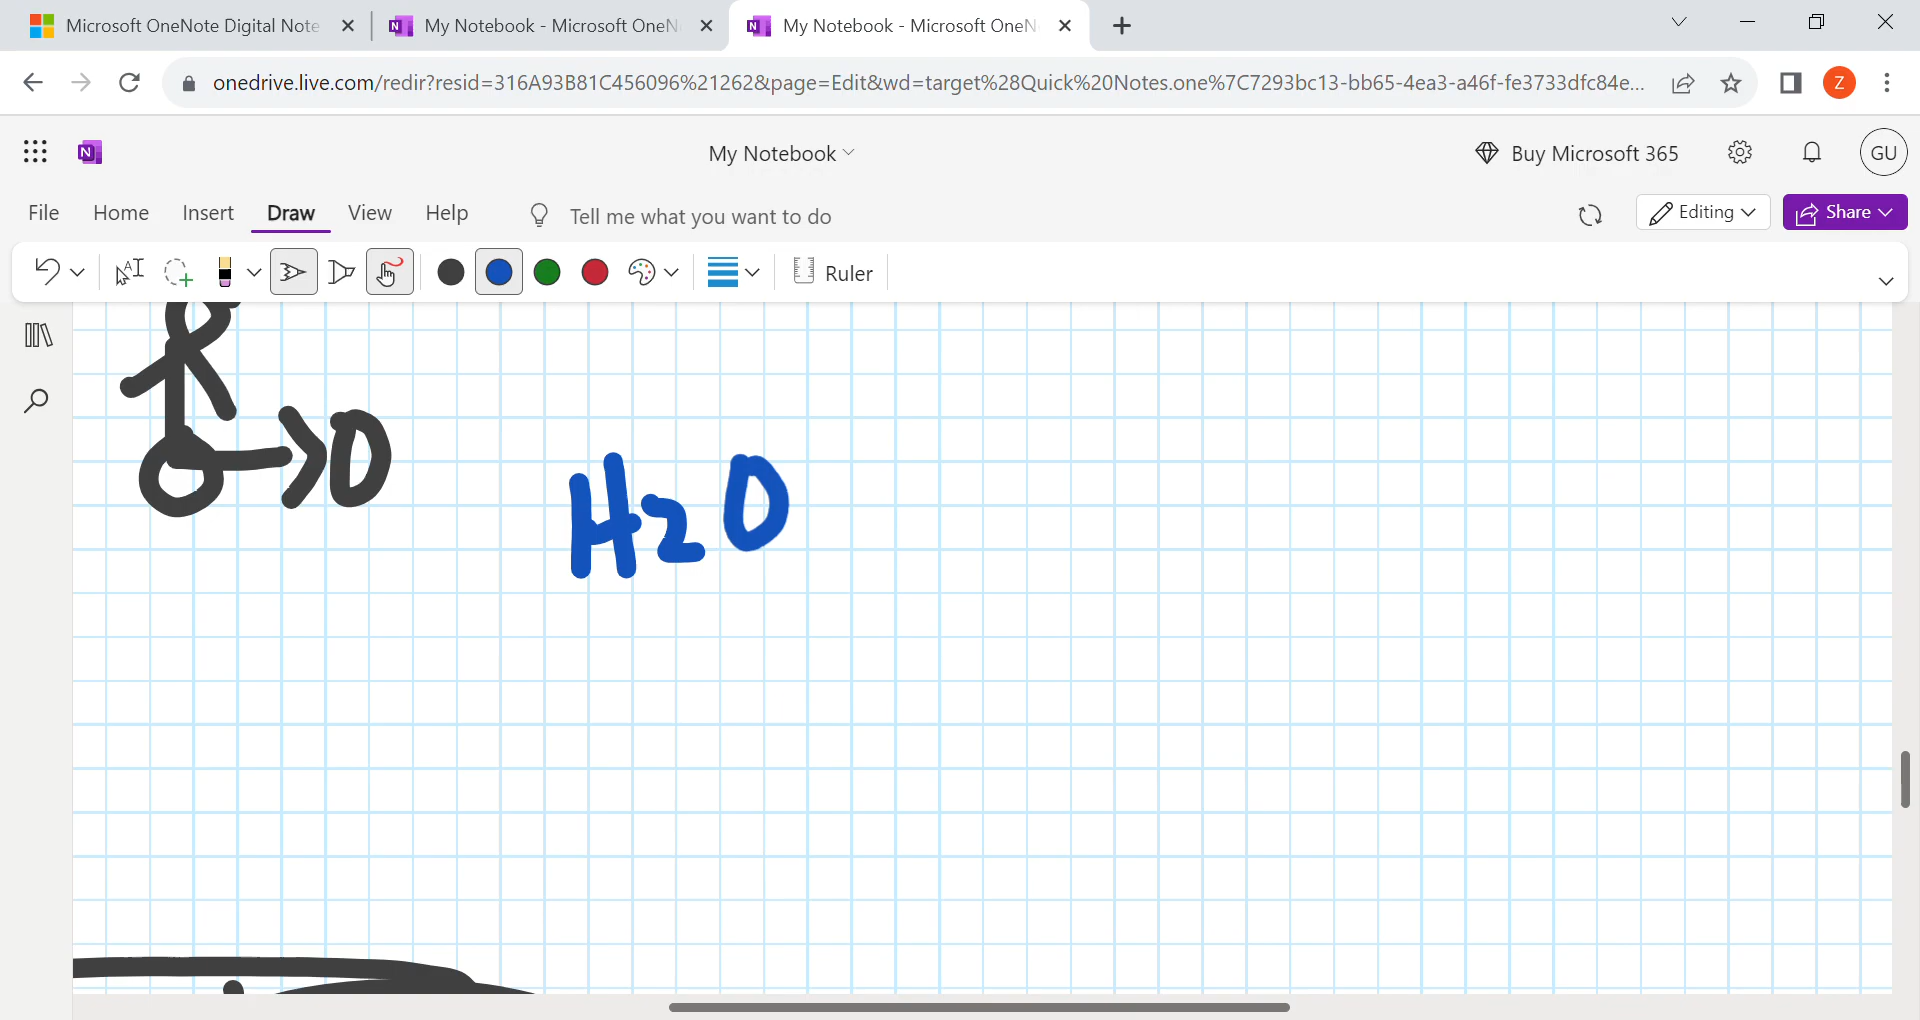 Microsoft OneNote Digital Note
My Notebook - Microsoft OneN
My Notebook - Microsoft OneN
onedrive.live.com/redir?resid=316A93B81C456096%21262&page=Edit&wd=target%28Quick%20Notes.one%7C7293bc13-bb65-4ea3-a46f-fe3733dfc84e...
Z
N
My Notebook
Buy Microsoft 365
GU
File Home Insert Draw View Help Tell me what you want to do
Editing
Share
Ruler
H2O